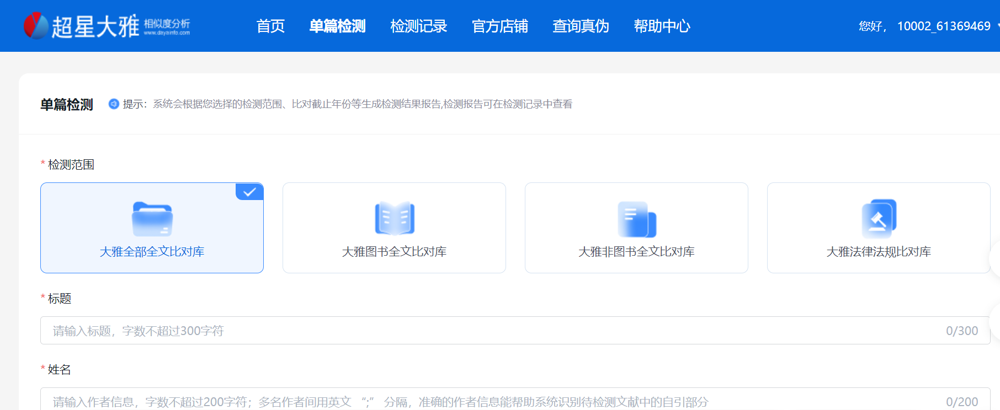 超星大雅 相似度分析 www.dayainfo.com 首页 单篇检测 检测记录 官方店铺 查询真伪 帮助中心 您好， 10002_61369469
单篇检测 提示：系统会根据您选择的检测范围、比对截止年份等生成检测结果报告,检测报告可在检测记录中查看
* 检测范围
大雅全部全文比对库 大雅图书全文比对库 大雅非图书全文比对库 大雅法律法规比对库
* 标题
请输入标题，字数不超过300字符 0/300
* 姓名
请输入作者信息，字数不超过200字符；多名作者间用英文 “;” 分隔，准确的作者信息能帮助系统识别待检测文献中的自引部分 0/200